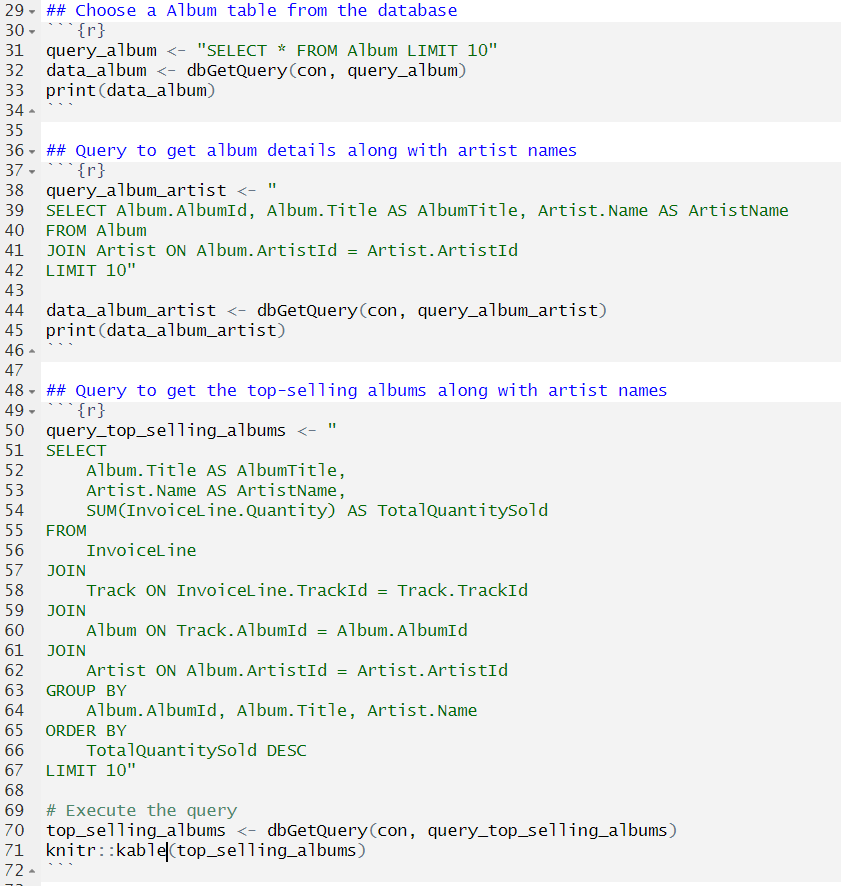 29 ## Choose a Album table from the database
30 ```{r}
31 query_album <- "SELECT * FROM Album LIMIT 10"
32 data_album <- dbGetQuery(con, query_album)
33 print(data_album)
34 ```
35
36 ## Query to get album details along with artist names
37 ```{r}
38 query_album_artist <- "
39 SELECT Album.AlbumId, Album.Title AS AlbumTitle, Artist.Name AS ArtistName
40 FROM Album
41 JOIN Artist ON Album.ArtistId = Artist.ArtistId
42 LIMIT 10"
43
44 data_album_artist <- dbGetQuery(con, query_album_artist)
45 print(data_album_artist)
46 ```
47
48 ## Query to get the top-selling albums along with artist names
49 ```{r}
50 query_top_selling_albums <- "
51 SELECT
52     Album.Title AS AlbumTitle,
53     Artist.Name AS ArtistName,
54     SUM(InvoiceLine.Quantity) AS TotalQuantitySold
55 FROM
56     InvoiceLine
57 JOIN
58     Track ON InvoiceLine.TrackId = Track.TrackId
59 JOIN
60     Album ON Track.AlbumId = Album.AlbumId
61 JOIN
62     Artist ON Album.ArtistId = Artist.ArtistId
63 GROUP BY
64     Album.AlbumId, Album.Title, Artist.Name
65 ORDER BY
66     TotalQuantitySold DESC
67 LIMIT 10"
68
69 # Execute the query
70 top_selling_albums <- dbGetQuery(con, query_top_selling_albums)
71 knitr::kable(top_selling_albums)
72 ```